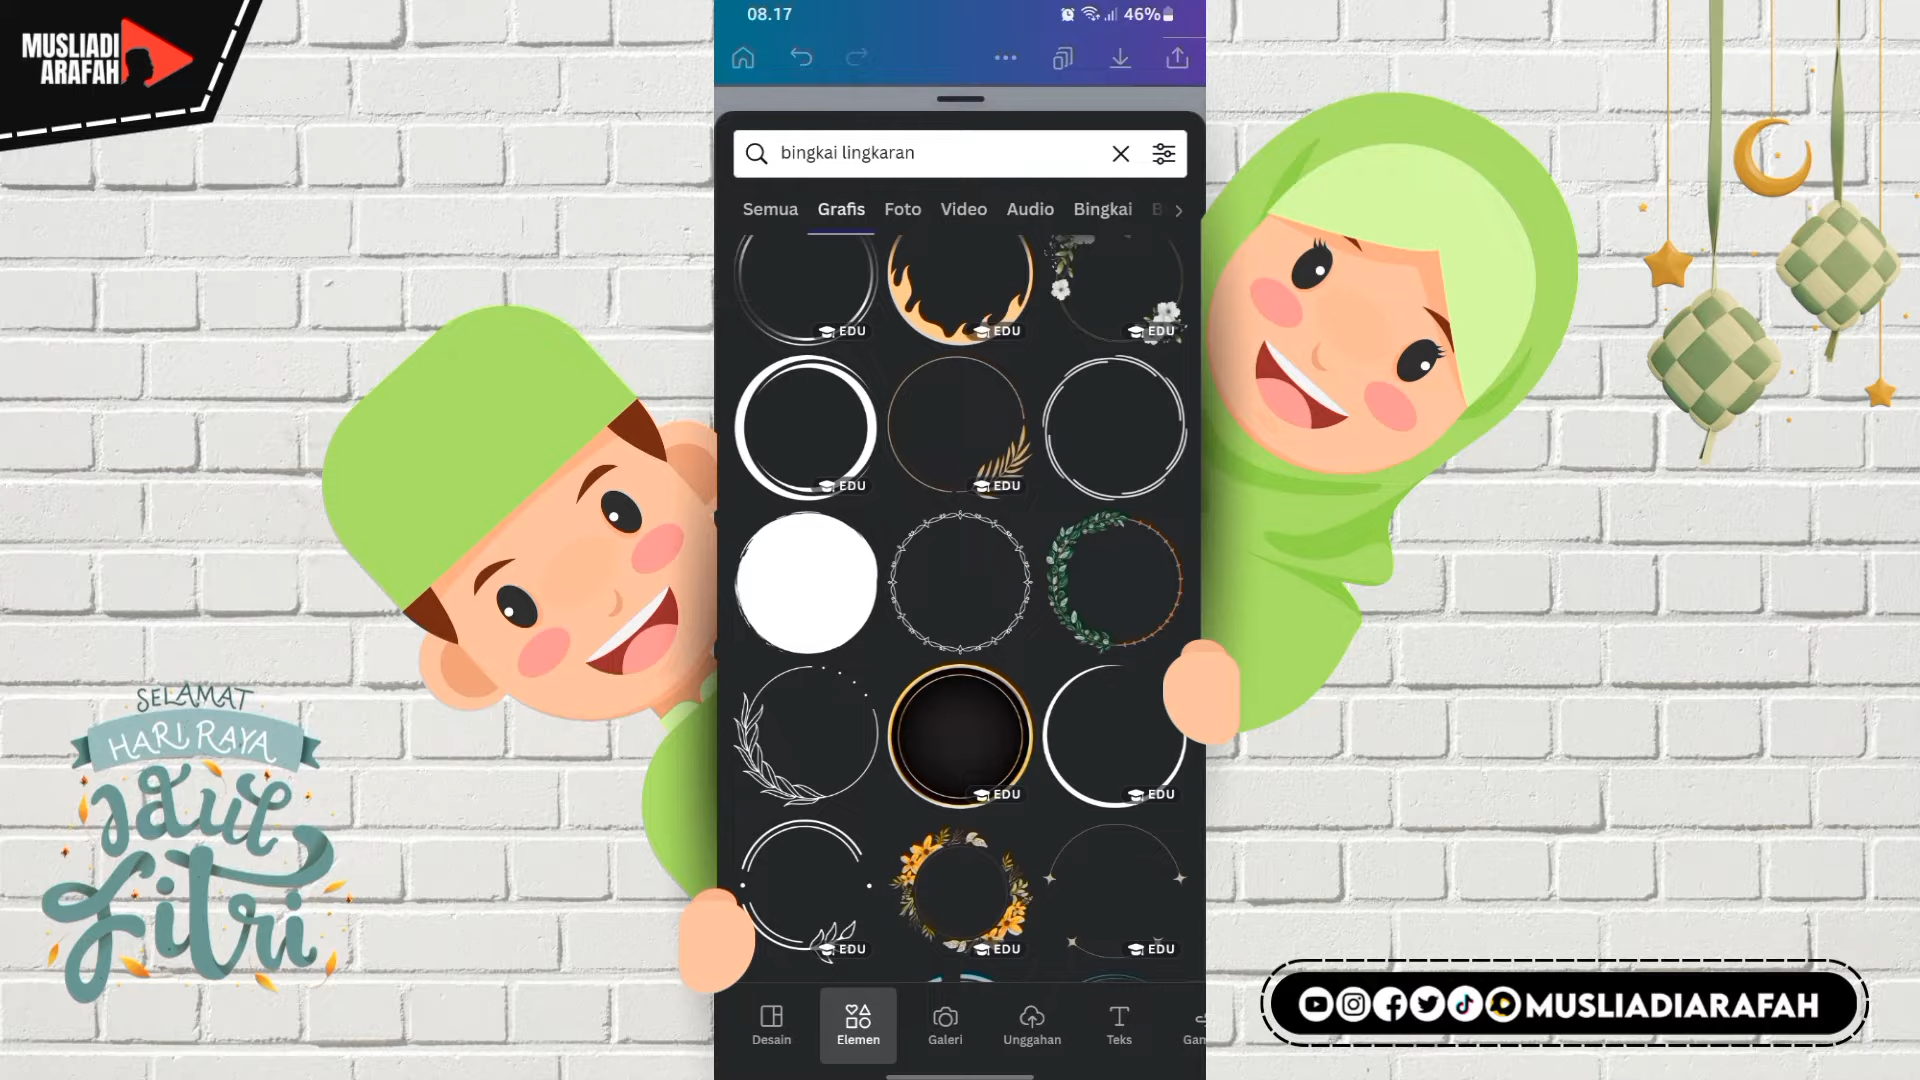 MUSLIADI
ARAFAH
08.17
46%
bingkai lingkaran
Semua Grafis Foto Video Audio Bingkai
EDU EDU EDU
EDU EDU
EDU EDU
EDU EDU EDU
SELAMAT
HARI RAYA
Idul
Fitri
Desain Elemen Galeri Unggahan Teks Gam
MUSLIADIARAFAH